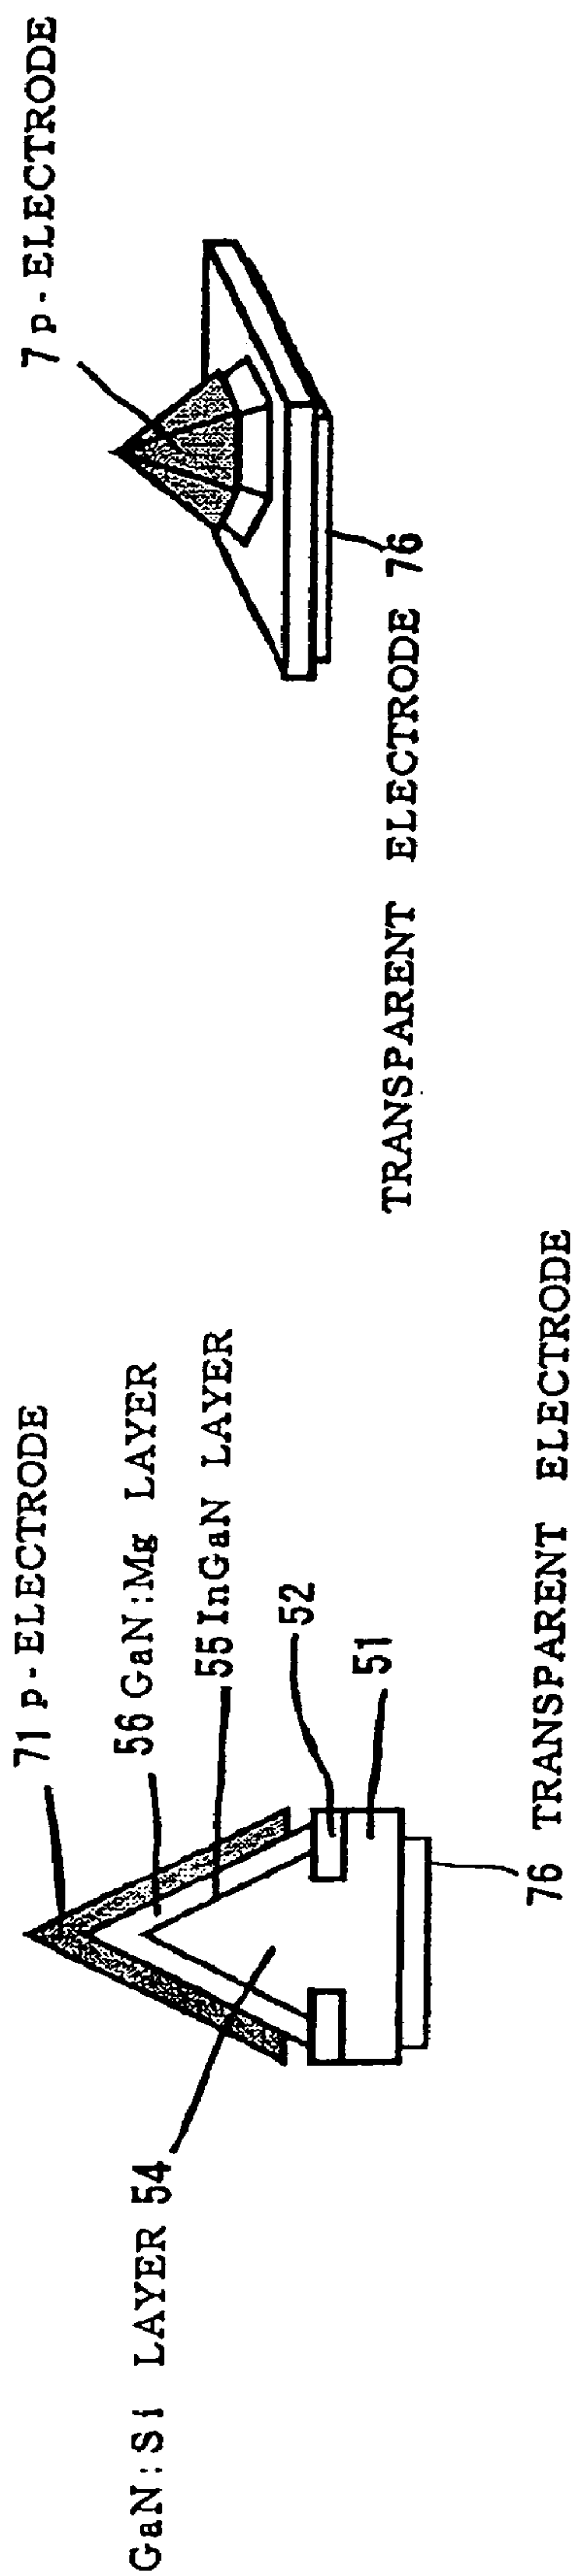 71 p-ELECTRODE
56 GaN:Mg LAYER
55 InGaN LAYER
52
51
GaN:Si LAYER 54
76 TRANSPARENT ELECTRODE
7 p-ELECTRODE
TRANSPARENT ELECTRODE 76